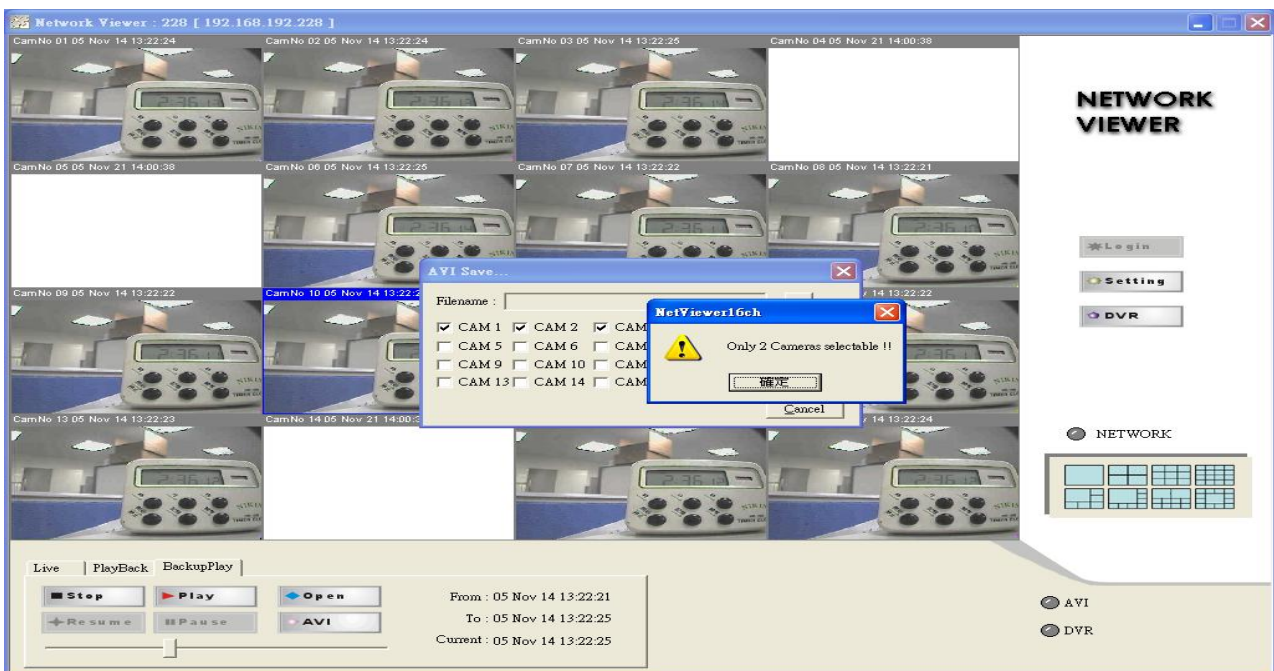 Network Viewer : 228 [ 192.168.192.228 ]
CamNo 01 05 Nov 14 13:22:24
CamNo 02 05 Nov 14 13:22:24
CamNo 03 05 Nov 14 13:22:25
CamNo 04 05 Nov 21 14:00:38
NETWORK
VIEWER
CamNo 05 05 Nov 21 14:00:38
CamNo 06 05 Nov 14 13:22:25
CamNo 07 05 Nov 14 13:22:22
CamNo 08 05 Nov 14 13:22:21
Login
Setting
DVR
CamNo 09 05 Nov 14 13:22:22
CamNo 10 05 Nov 14 13:22:2
14 13:22:22
AVI Save...
Filename :
CAM 1 CAM 2 CAM
CAM 5 CAM 6 CAM
CAM 9 CAM 10 CAM
CAM 13 CAM 14 CAM
Cancel
NetViewer16ch
Only 2 Cameras selectable !!
確定
CamNo 13 05 Nov 14 13:22:23
CamNo 14 05 Nov 21 14:00:3
14 13:22:24
NETWORK
Live PlayBack BackupPlay
Stop Play Open
Resume Pause AVI
From : 05 Nov 14 13:22:21
To : 05 Nov 14 13:22:25
Current : 05 Nov 14 13:22:25
AVI
DVR